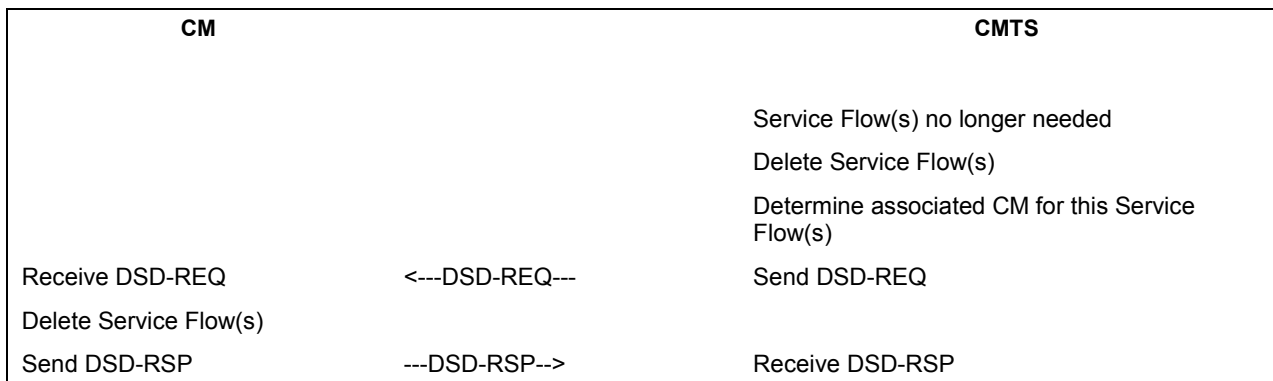 CM CMTS
Service Flow(s) no longer needed
Delete Service Flow(s)
Determine associated CM for this Service
Flow(s)
Receive DSD-REQ <---DSD-REQ--- Send DSD-REQ
Delete Service Flow(s)
Send DSD-RSP ---DSD-RSP--> Receive DSD-RSP